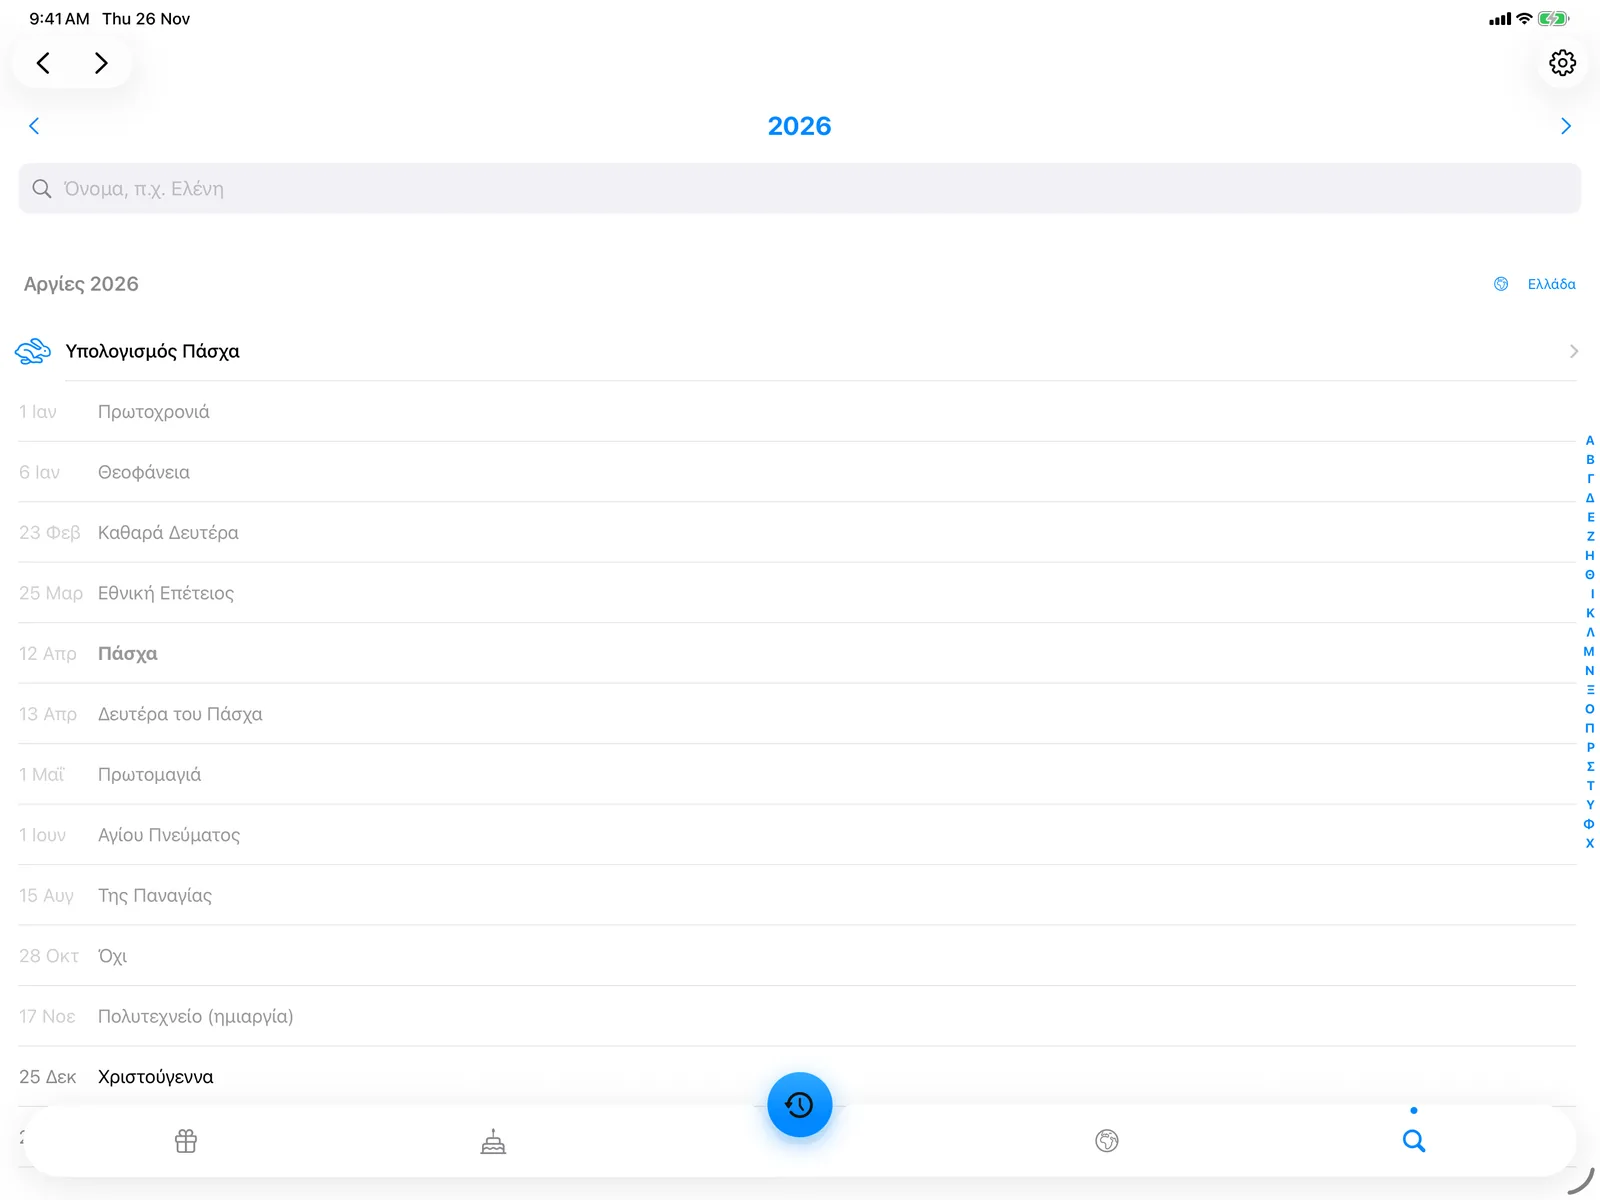 9:41 AM Thu 26 Nov
2026
Όνομα, π.χ. Ελένη
Αργίες 2026
Ελλάδα
Υπολογισμός Πάσχα
1 Ιαν Πρωτοχρονιά
6 Ιαν Θεοφάνεια
23 Φεβ Καθαρά Δευτέρα
25 Μαρ Εθνική Επέτειος
12 Απρ Πάσχα
13 Απρ Δευτέρα του Πάσχα
1 Μαΐ Πρωτομαγιά
1 Ιουν Αγίου Πνεύματος
15 Αυγ Της Παναγίας
28 Οκτ Όχι
17 Νοε Πολυτεχνείο (ημιαργία)
25 Δεκ Χριστούγεννα
Α
Β
Γ
Δ
Ε
Ζ
Η
Θ
Ι
Κ
Λ
Μ
Ν
Ξ
Ο
Π
Ρ
Σ
Τ
Υ
Φ
Χ